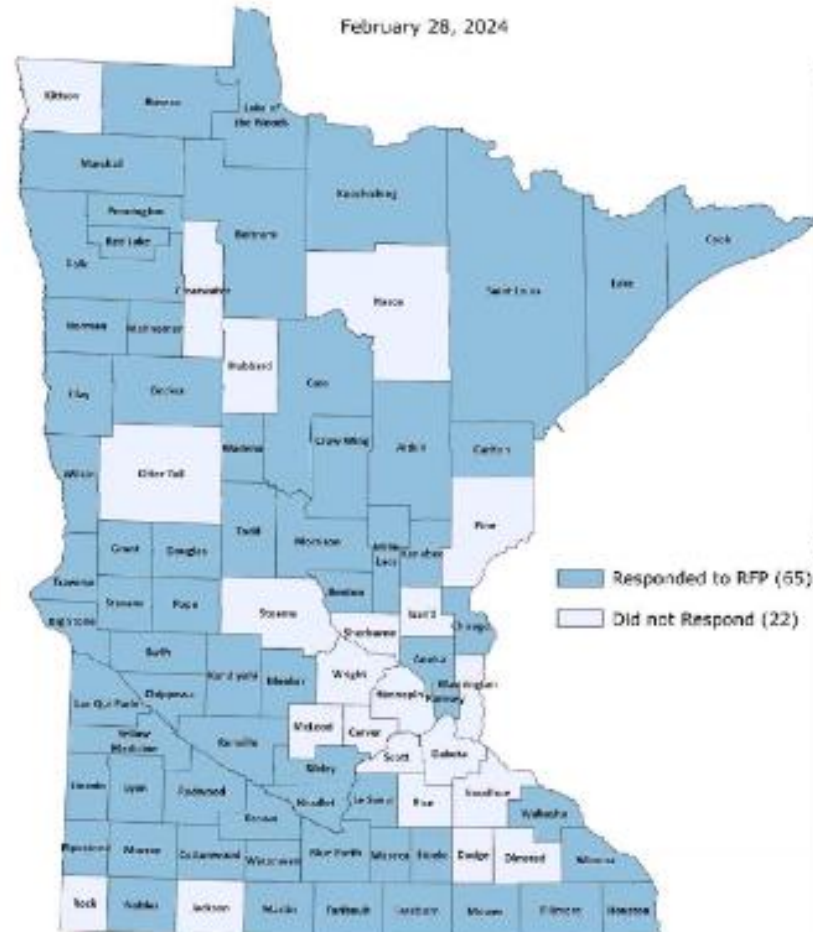 February 28, 2024
Kittson
Roseau
Lake of
the Woods
Marshall
Koochiching
Pennington
Red Lake
Polk
Beltrami
Cook
Clearwater
Itasca
Saint Louis
Lake
Norman
Mahnomen
Hubbard
Cass
Clay
Becker
Wadena
Crow Wing
Aitkin
Carlton
Wilkin
Otter Tail
Pine
Todd
Morrison
Mille
Lacs
Kanabec
Grant
Douglas
Traverse
Benton
Responded to RFP (65)
Stevens
Pope
Stearns
Isanti
Did not Respond (22)
Big Stone
Sherburne
Chisago
Swift
Anoka
Kandiyohi
Meeker
Wright
Washington
Chippewa
Hennepin
Ramsey
Lac Qui Parle
McLeod
Carver
Yellow
Medicine
Renville
Scott
Dakota
Sibley
Lincoln
Lyon
Redwood
Nicollet
Le Sueur
Rice
Goodhue
Brown
Wabasha
Pipestone
Murray
Cottonwood
Watonwan
Blue Earth
Waseca
Steele
Dodge
Olmsted
Winona
Rock
Nobles
Jackson
Martin
Faribault
Freeborn
Mower
Fillmore
Houston